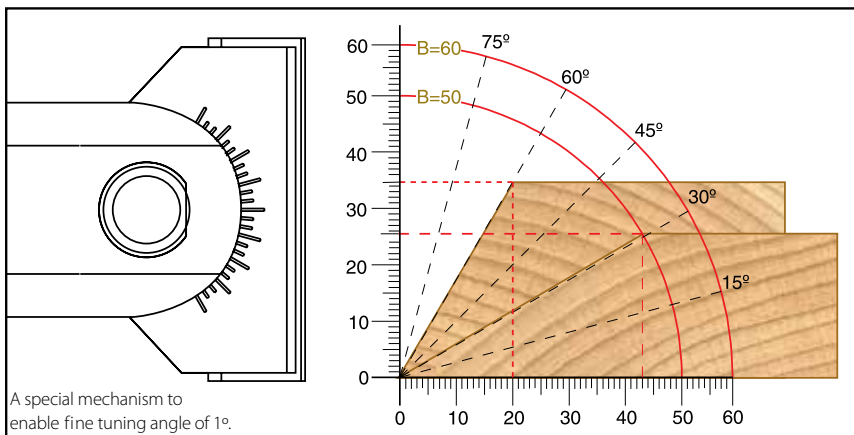 75º
60
B=60
60º
50
B=50
45º
40
30
30º
20
15º
10
0
0 10 20 30 40 50 60
A special mechanism to
enable fine tuning angle of 1º.